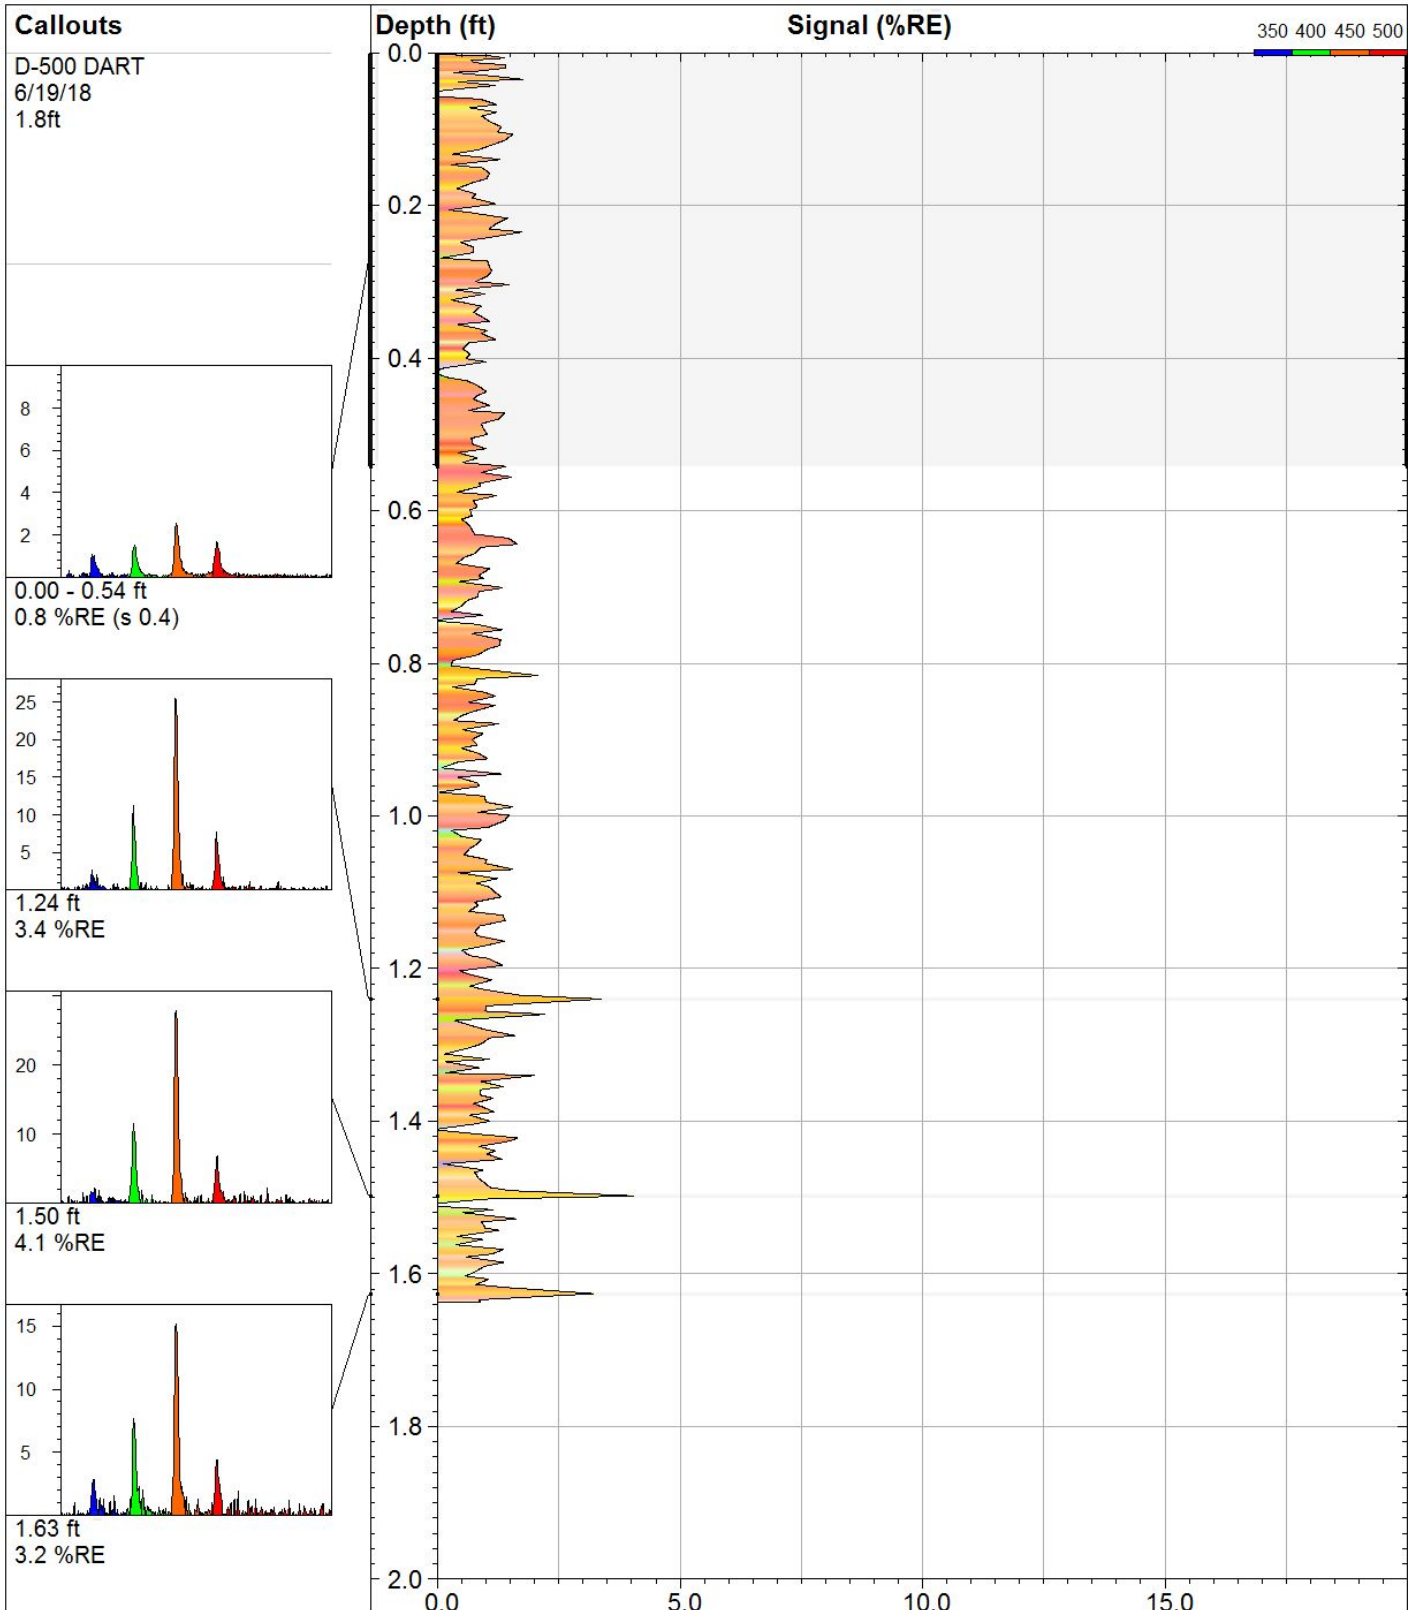 Callouts
D-500 DART
6/19/18
1.8ft
8
6
4
2
0.00 - 0.54 ft
0.8 %RE (s 0.4)
25
20
15
10
5
1.24 ft
3.4 %RE
20
10
1.50 ft
4.1 %RE
15
10
5
1.63 ft
3.2 %RE
Depth (ft)
Signal (%RE)
350 400 450 500
0.0
0.2
0.4
0.6
0.8
1.0
1.2
1.4
1.6
1.8
2.0
0.0 5.0 10.0 15.0